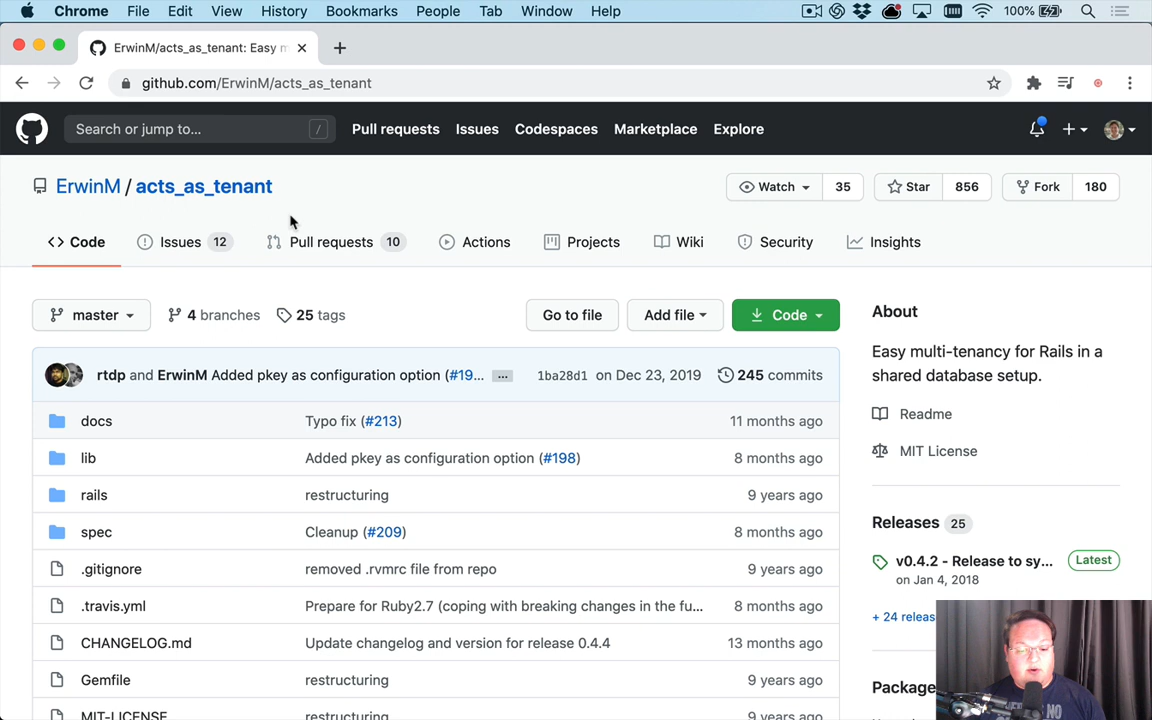 Chrome File Edit View History Bookmarks People Tab Window Help 100%
ErwinM/acts_as_tenant: Easy m
github.com/ErwinM/acts_as_tenant
Search or jump to... / Pull requests Issues Codespaces Marketplace Explore
ErwinM / acts_as_tenant Watch 35 Star 856 Fork 180
Code Issues 12 Pull requests 10 Actions Projects Wiki Security Insights
master 4 branches 25 tags Go to file Add file Code
rtdp and ErwinM Added pkey as configuration option (#19... ... 1ba28d1 on Dec 23, 2019 245 commits
docs Typo fix (#213) 11 months ago
lib Added pkey as configuration option (#198) 8 months ago
rails restructuring 9 years ago
spec Cleanup (#209) 8 months ago
.gitignore removed .rvmrc file from repo 9 years ago
.travis.yml Prepare for Ruby2.7 (coping with breaking changes in the fu... 8 months ago
CHANGELOG.md Update changelog and version for release 0.4.4 13 months ago
Gemfile restructuring 9 years ago
MIT-LICENSE restructuring 9 years ago
About
Easy multi-tenancy for Rails in a
shared database setup.
Readme
MIT License
Releases 25
v0.4.2 - Release to sy... Latest
on Jan 4, 2018
+ 24 releas
Package
NO